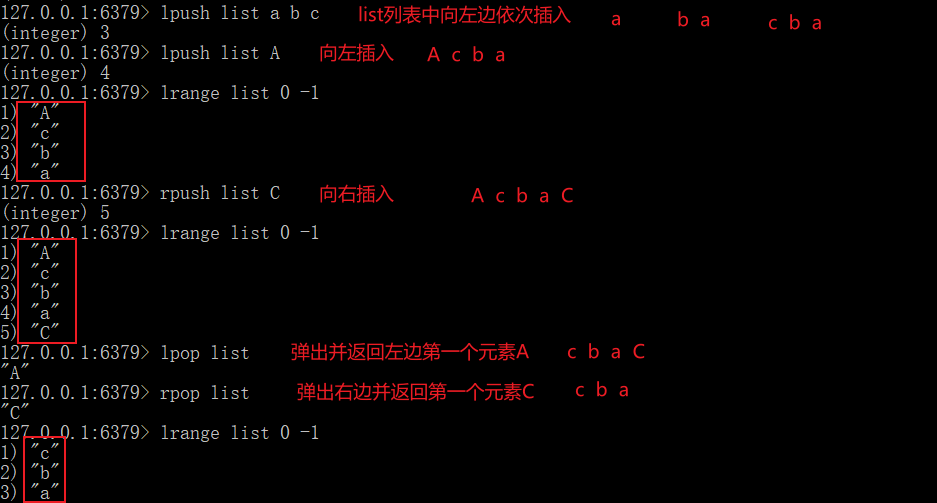 127.0.0.1:6379> lpush list a b c list列表中向左边依次插入 a b a c b a
(integer) 3
127.0.0.1:6379> lpush list A 向左插入 A c b a
(integer) 4
127.0.0.1:6379> lrange list 0 -1
1) "A"
2) "c"
3) "b"
4) "a"
127.0.0.1:6379> rpush list C 向右插入 A c b a C
(integer) 5
127.0.0.1:6379> lrange list 0 -1
1) "A"
2) "c"
3) "b"
4) "a"
5) "C"
127.0.0.1:6379> lpop list 弹出并返回左边第一个元素A c b a C
"A"
127.0.0.1:6379> rpop list 弹出右边并返回第一个元素C c b a
"C"
127.0.0.1:6379> lrange list 0 -1
1) "c"
2) "b"
3) "a"